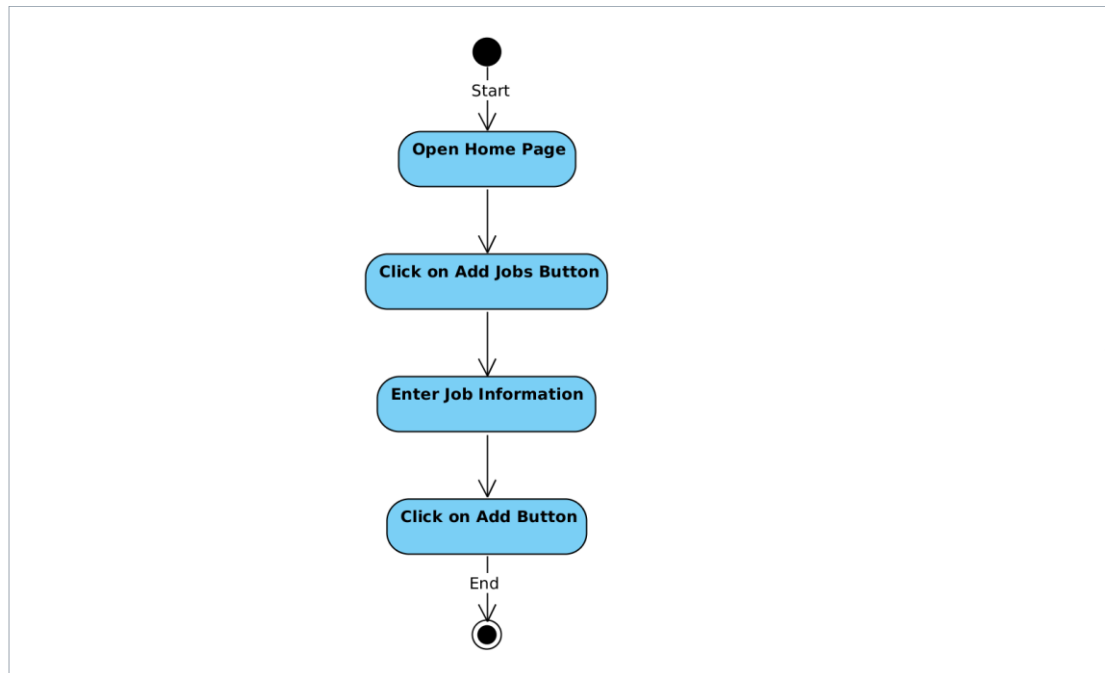 Start
Open Home Page
Click on Add Jobs Button
Enter Job Information
Click on Add Button
End